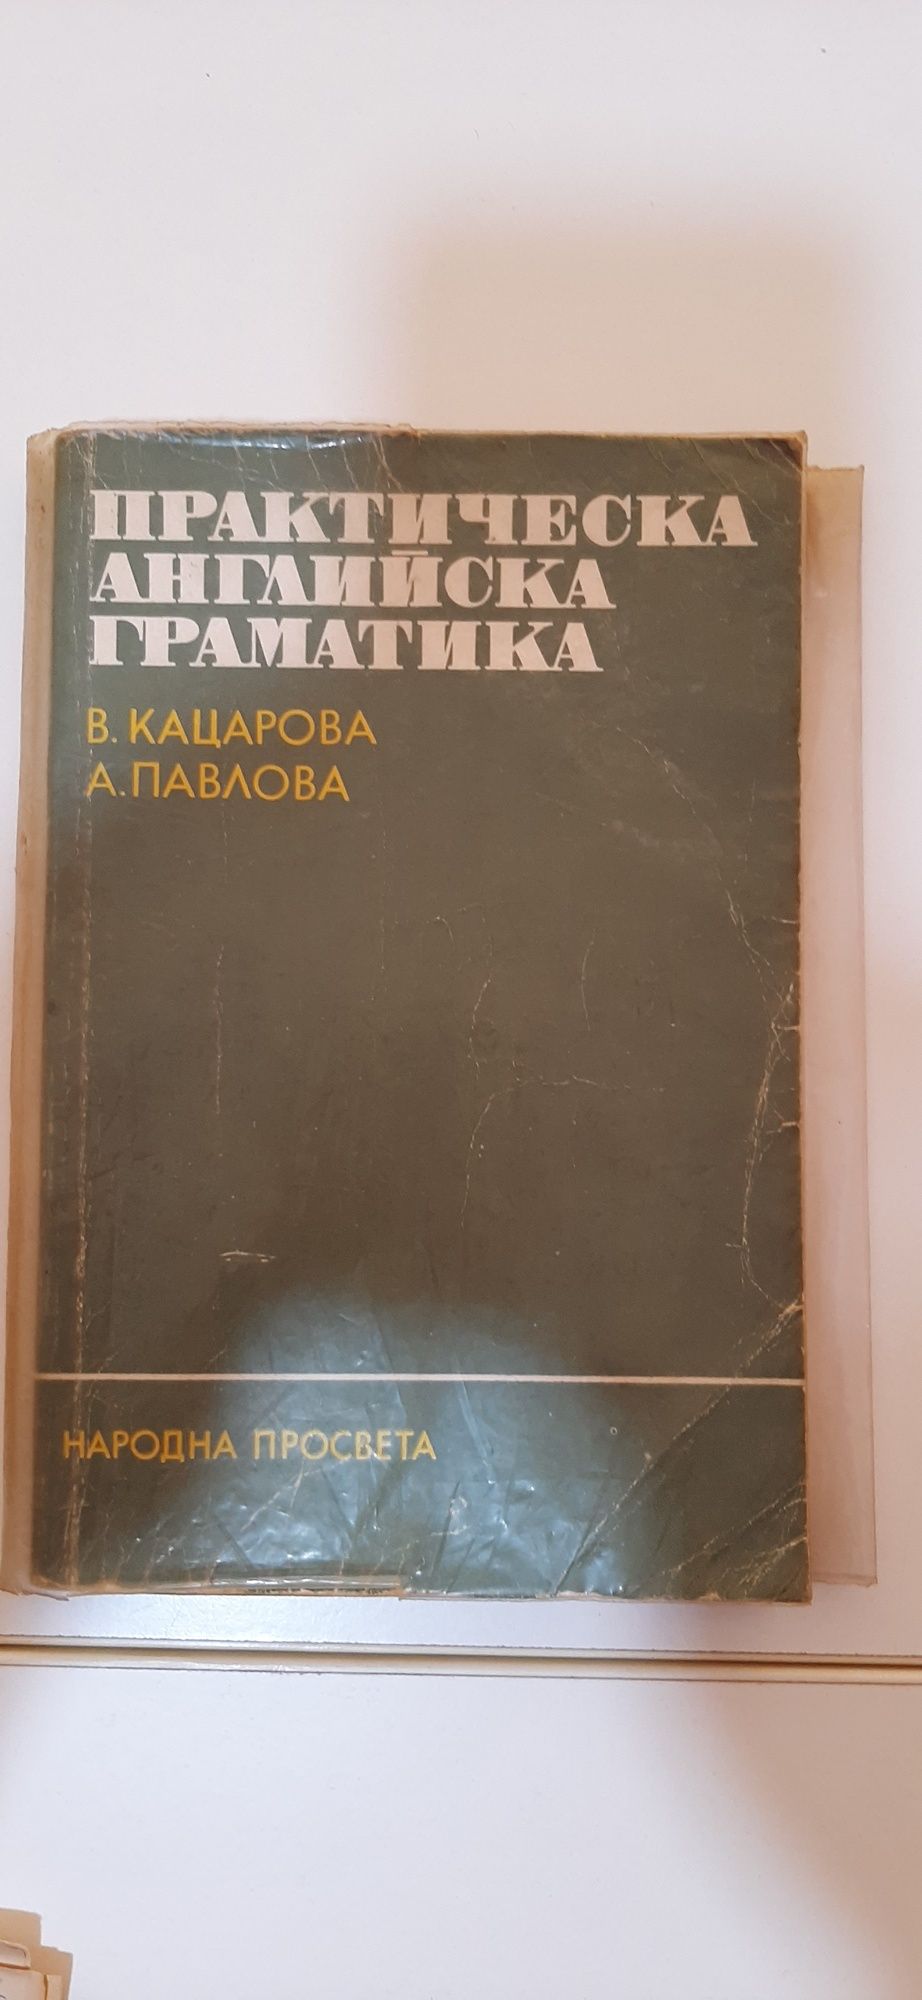 ПРАКТИЧЕСКА
АНГЛИЙСКА
ГРАМАТИКА
В. КАЦАРОВА
А. ПАВЛОВА
НАРОДНА ПРОСВЕТА